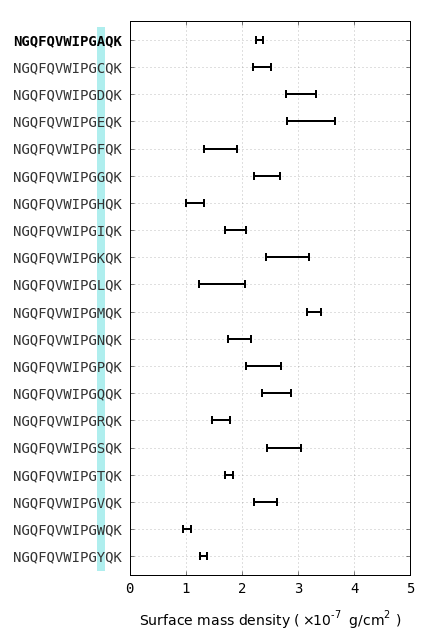 NGQFQVWIPGAQK
NGQFQVWIPGCQK
NGQFQVWIPGDQK
NGQFQVWIPGEQK
NGQFQVWIPGFQK
NGQFQVWIPGGQK
NGQFQVWIPGHQK
NGQFQVWIPGIQK
NGQFQVWIPGKQK
NGQFQVWIPGLQK
NGQFQVWIPGMQK
NGQFQVWIPGNQK
NGQFQVWIPGPQK
NGQFQVWIPGQQK
NGQFQVWIPGRQK
NGQFQVWIPGSQK
NGQFQVWIPGTQK
NGQFQVWIPGVQK
NGQFQVWIPGWQK
NGQFQVWIPGYQK
0 1 2 3 4 5
Surface mass density ( ×10⁻⁷ g/cm² )